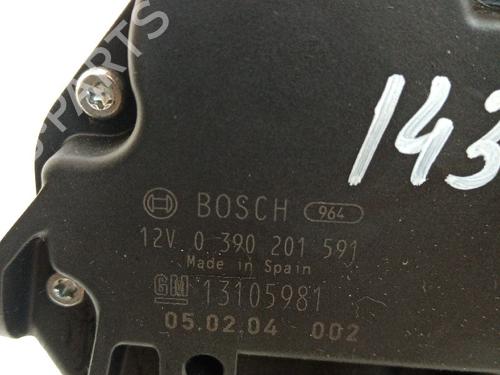 143
BOSCH 964
12V 0 390 201 591
Made in Spain
GM 13105981
05.02.04 002